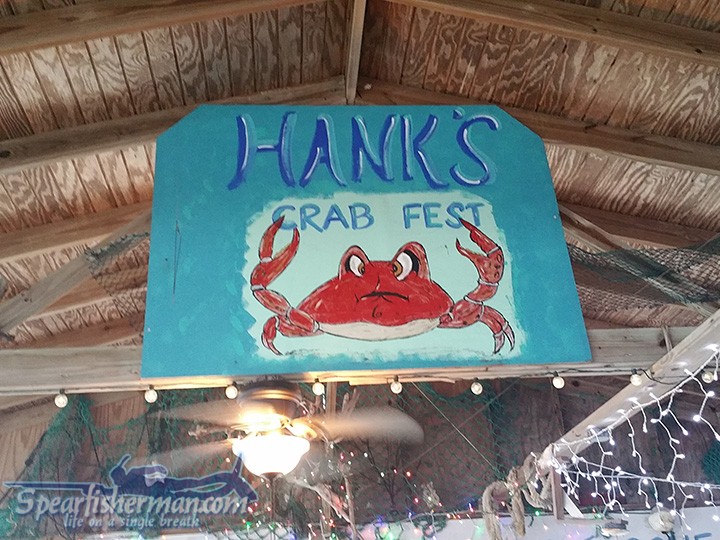 HANK'S
CRAB FEST
Spearfisherman.com
life on a single breath